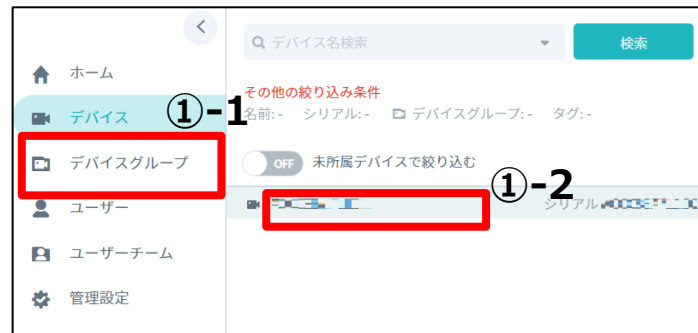 デバイス名検索
検索
ホーム
その他の絞り込み条件
デバイス
①-1
名前: - シリアル: - デバイスグループ: - タグ: -
デバイスグループ
OFF 未所属デバイスで絞り込む
①-2
ユーザー
シリアル
ユーザーチーム
管理設定